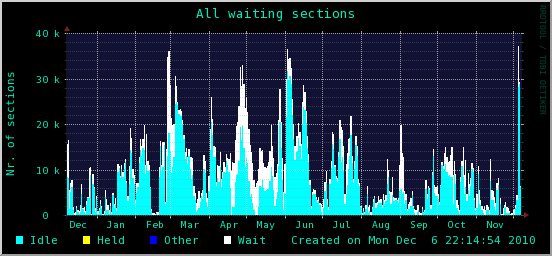 All waiting sections
RRDTOOL / TOBI OETIKER
Nr. of sections
40 k
30 k
20 k
10 k
0
Dec Jan Feb Mar Apr May Jun Jul Aug Sep Oct Nov
Idle Held Other Wait Created on Mon Dec 6 22:14:54 2010